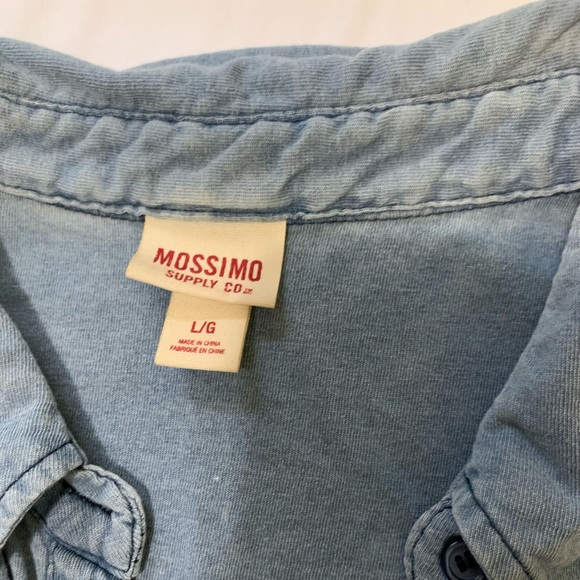 MOSSIMO
SUPPLY CO
L/G
MADE IN CHINA
FABRIQUÉ EN CHINE